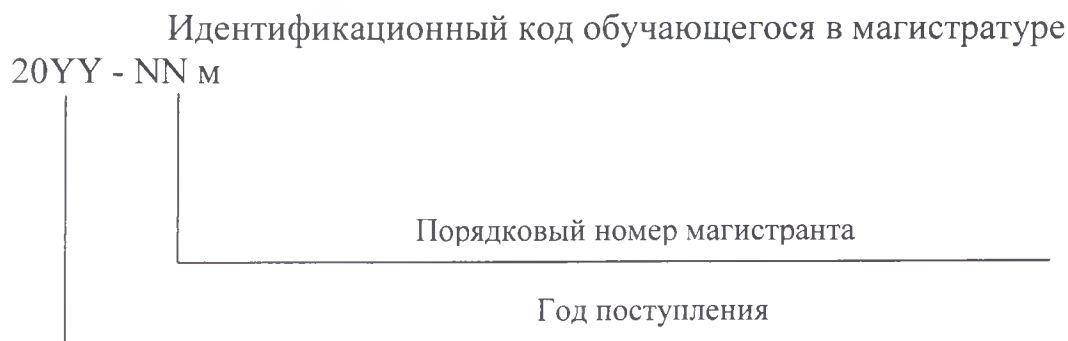 Идентификационный код обучающегося в магистратуре
20YY - NN м
Порядковый номер магистранта
Год поступления